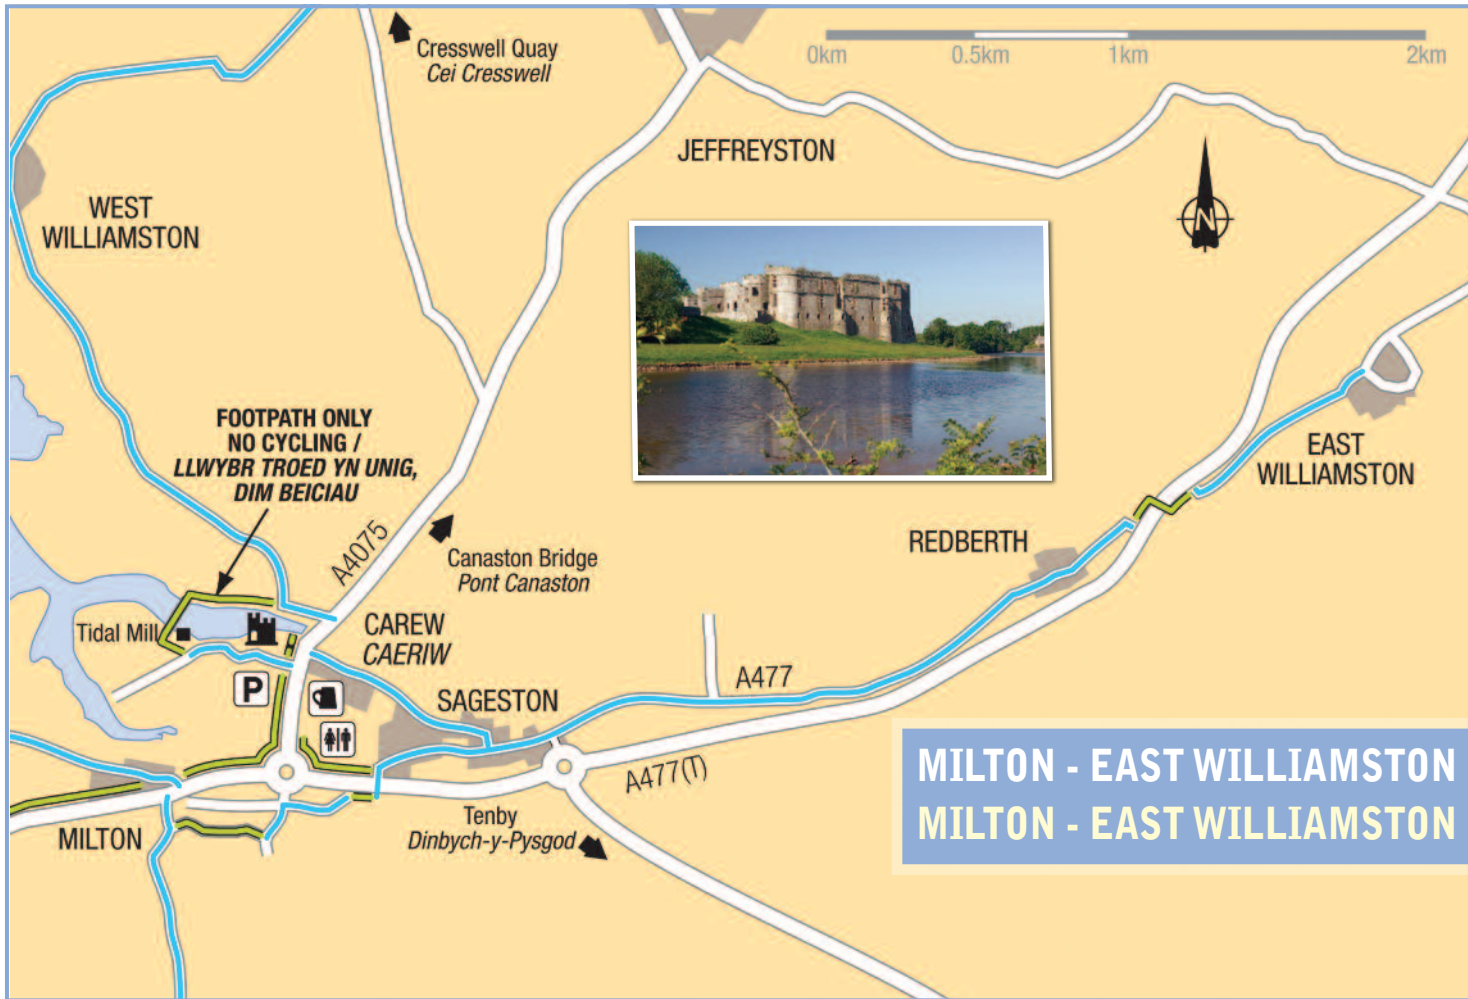 Cresswell Quay
Cei Cresswell
0km 0.5km 1km 2km
JEFFREYSTON
WEST
WILLIAMSTON
N
FOOTPATH ONLY
NO CYCLING /
LLWYBR TROED YN UNIG,
DIM BEICIAU
EAST
WILLIAMSTON
A4075
REDBERTH
Canaston Bridge
Pont Canaston
Tidal Mill
CAREW
CAERIW
P
SAGESTON
A477
A477(T)
MILTON
Tenby
Dinbych-y-Pysgod
MILTON - EAST WILLIAMSTON
MILTON - EAST WILLIAMSTON